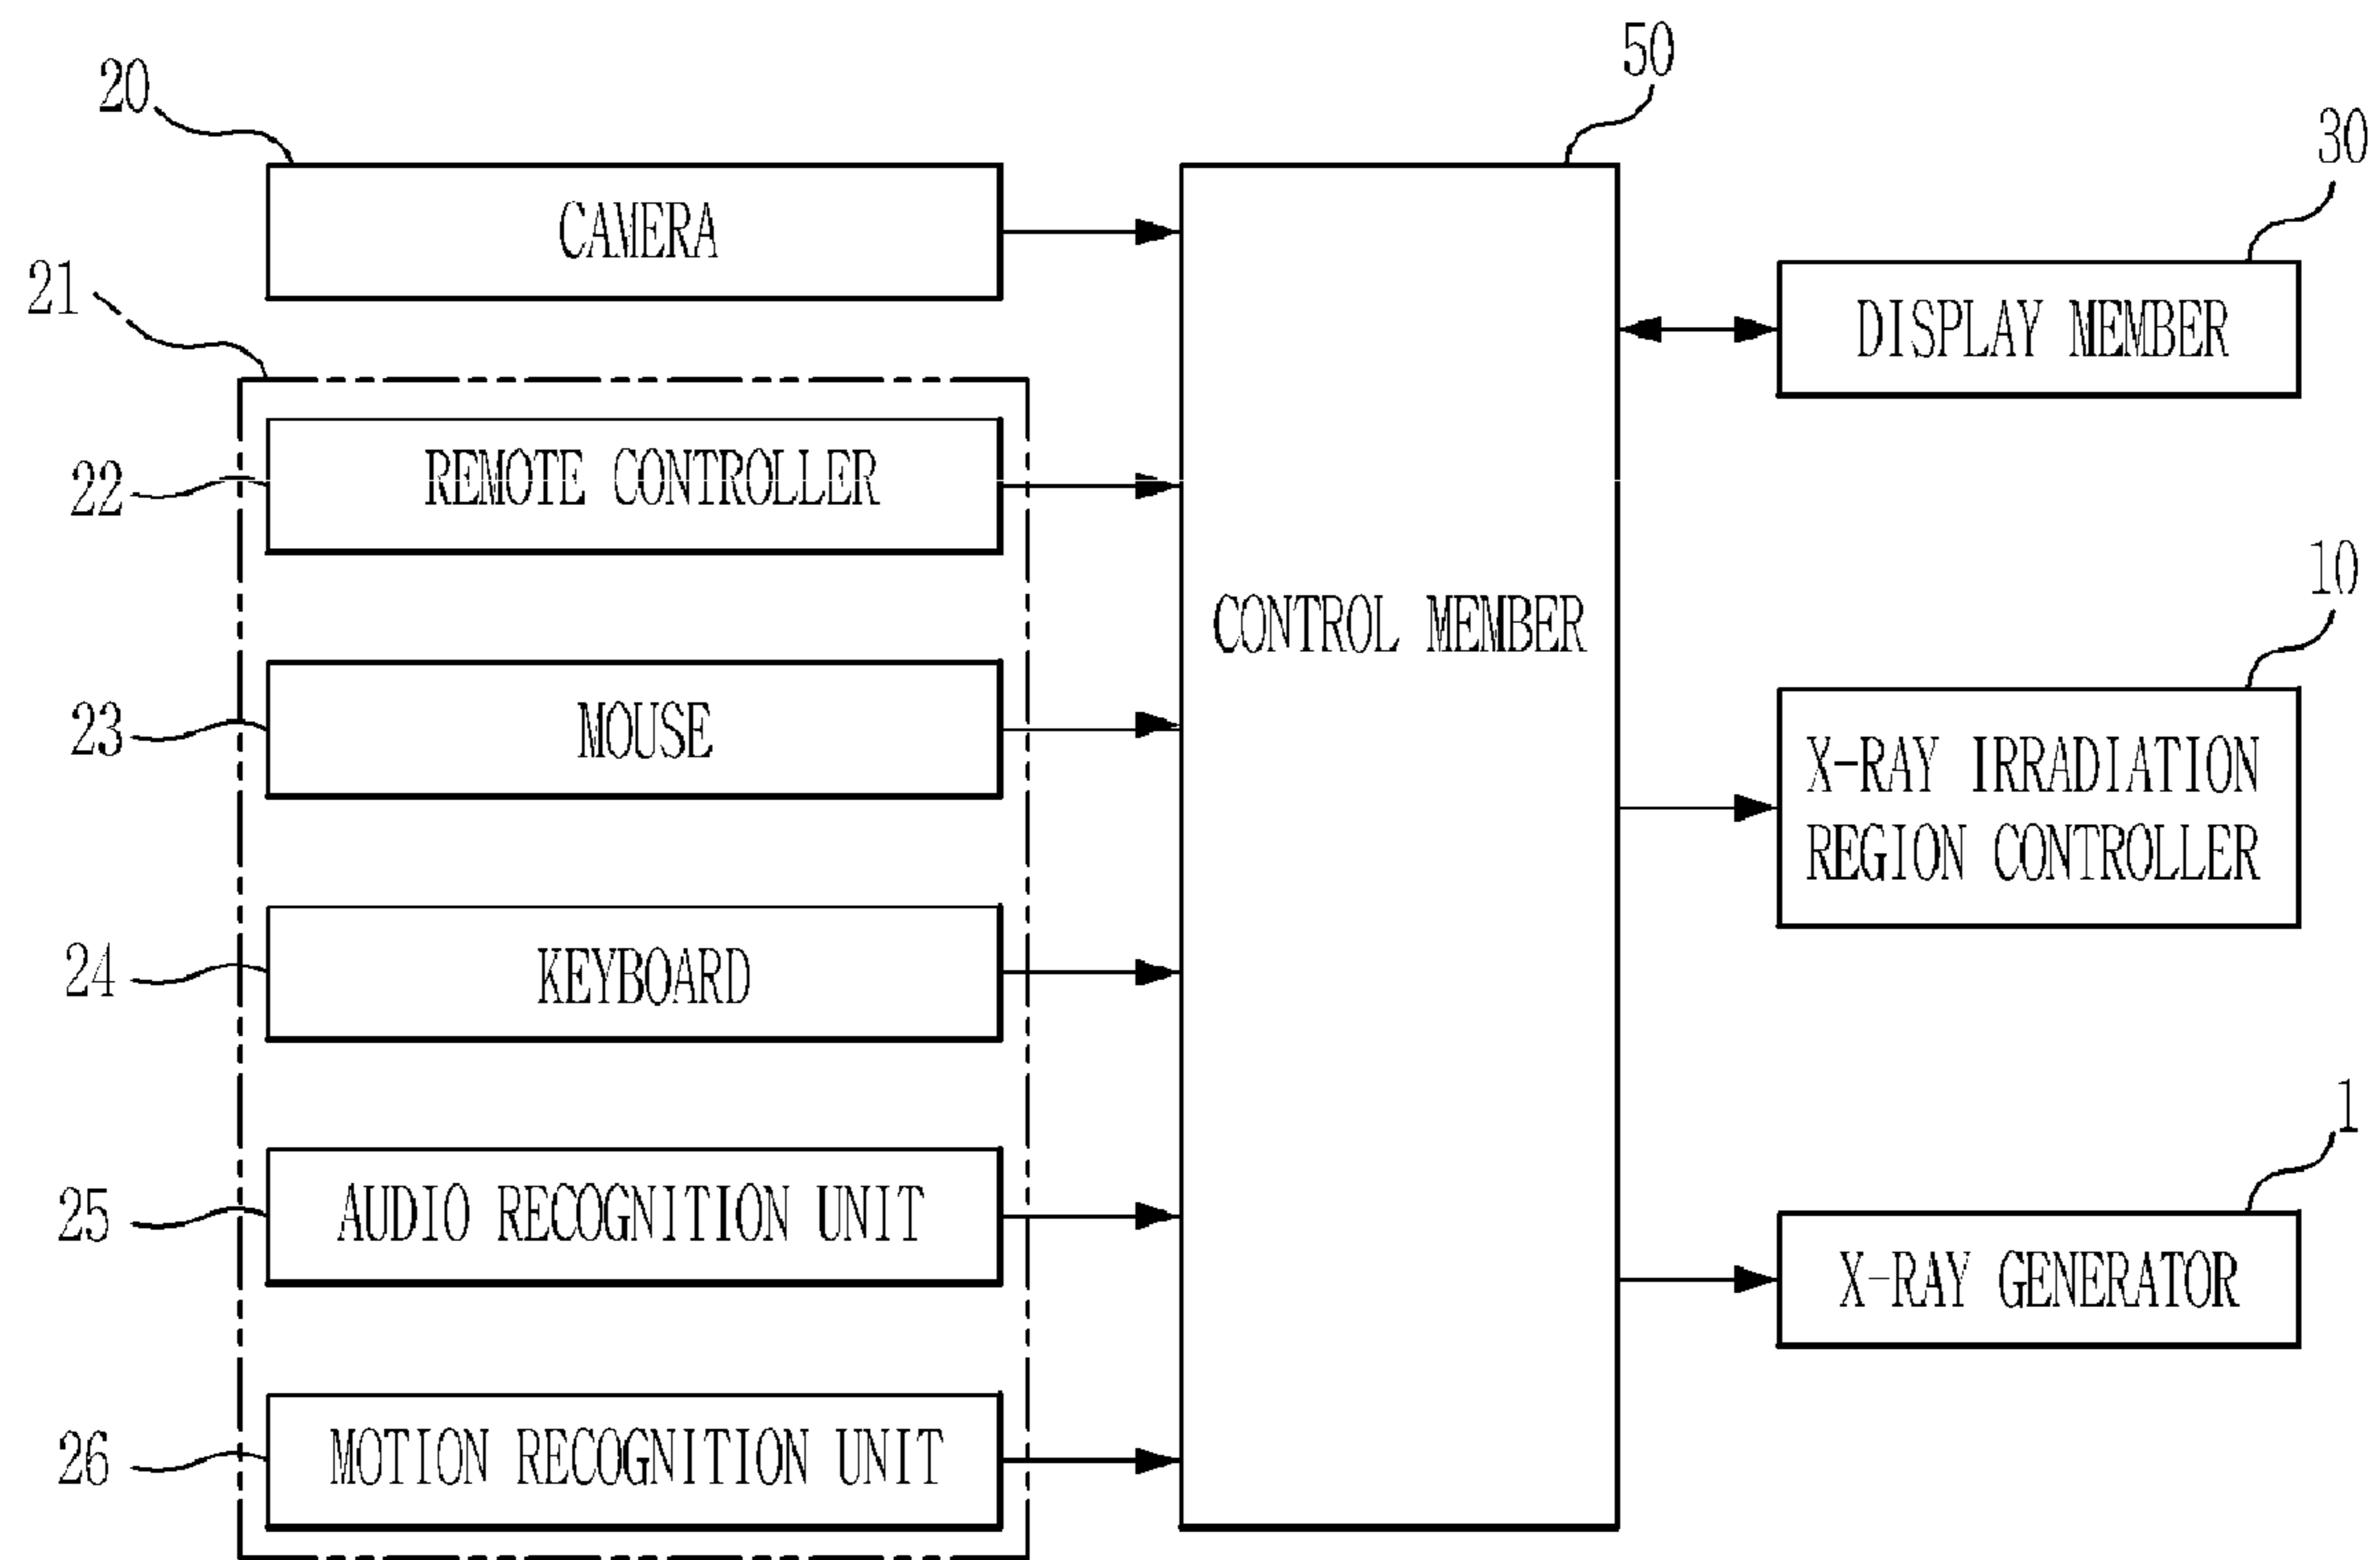 50
20
30
CAMERA
21
DISPLAY MEMBER
22
REMOTE CONTROLLER
10
CONTROL MEMBER
23
MOUSE
X-RAY IRRADIATION
REGION CONTROLLER
24
KEYBOARD
1
25
AUDIO RECOGNITION UNIT
X-RAY GENERATOR
26
MOTION RECOGNITION UNIT